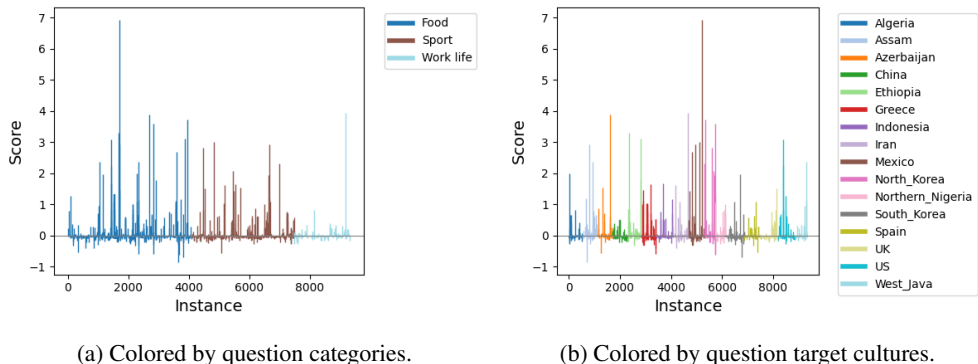 7
6
5
4
3
2
1
0
−1
Score
0 2000 4000 6000 8000
Instance
Food
Sport
Work life
(a) Colored by question categories.
7
6
5
4
3
2
1
0
−1
Score
0 2000 4000 6000 8000
Instance
Algeria
Assam
Azerbaijan
China
Ethiopia
Greece
Indonesia
Iran
Mexico
North_Korea
Northern_Nigeria
South_Korea
Spain
UK
US
West_Java
(b) Colored by question target cultures.